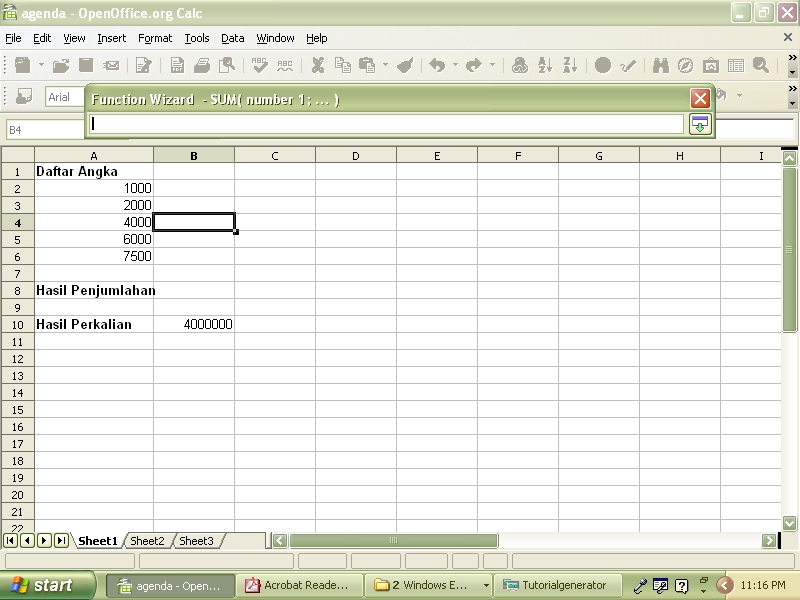 agenda - OpenOffice.org Calc
File Edit View Insert Format Tools Data Window Help
Arial
Function Wizard - SUM( number 1; ... )
B4
A B C D E F G H I
1 Daftar Angka
2 1000
3 2000
4 4000
5 6000
6 7500
7
8 Hasil Penjumlahan
9
10 Hasil Perkalian 4000000
11
12
13
14
15
16
17
18
19
20
21
22
Sheet1 Sheet2 Sheet3
start agenda - Open... Acrobat Reade... 2 Windows E... Tutorialgenerator 11:16 PM